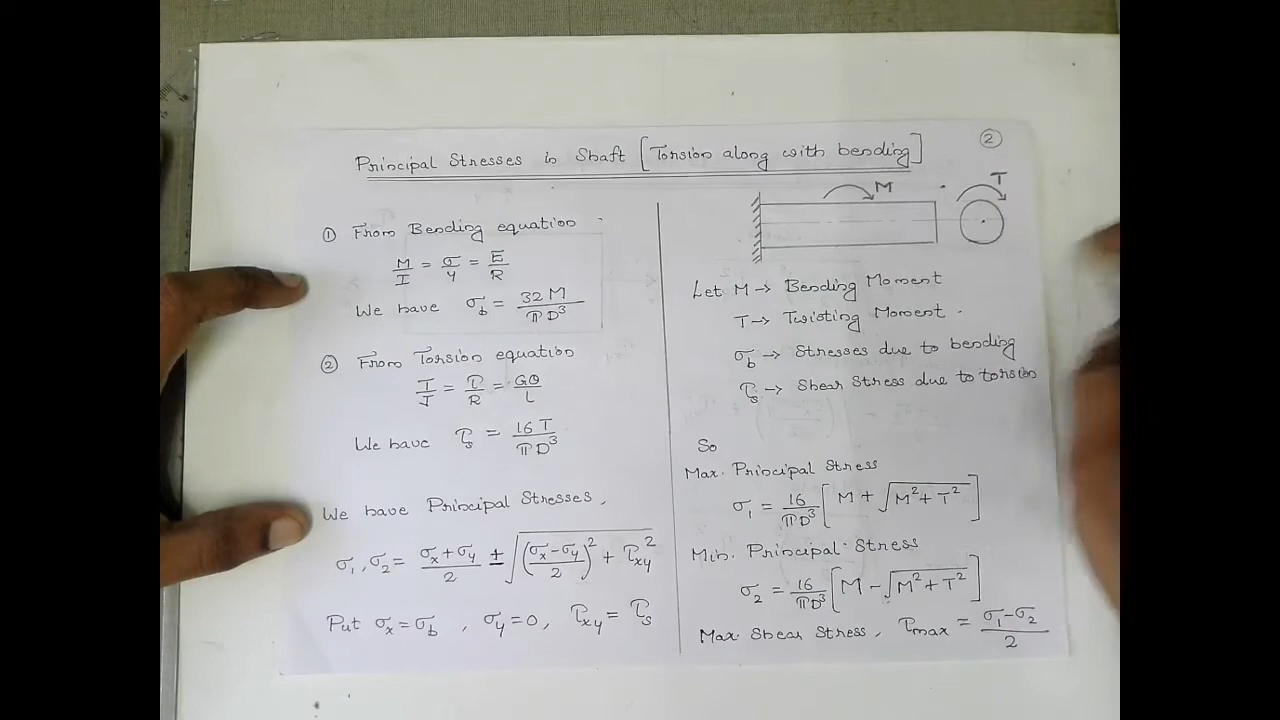 Principal Stresses in Shaft [Torsion along with bending]
②
① From Bending equation
M/I = σ/y = E/R
We have σb = 32M/πD³
② From Torsion equation
T/J = τ/R = Gθ/L
We have τs = 16T/πD³
We have Principal Stresses,
σ1, σ2 = (σx+σy)/2 ± √(((σx−σy)/2)² + τxy²)
Put σx = σb, σy = 0, τxy = τs
M
T
Let M → Bending Moment
T → Twisting Moment.
σb → Stresses due to bending
τs → Shear Stress due to torsion
So
Max. Principal Stress
σ1 = 16/πD³ [M + √(M² + T²)]
Min. Principal Stress
σ2 = 16/πD³ [M − √(M² + T²)]
Max. Shear Stress, τmax = (σ1−σ2)/2